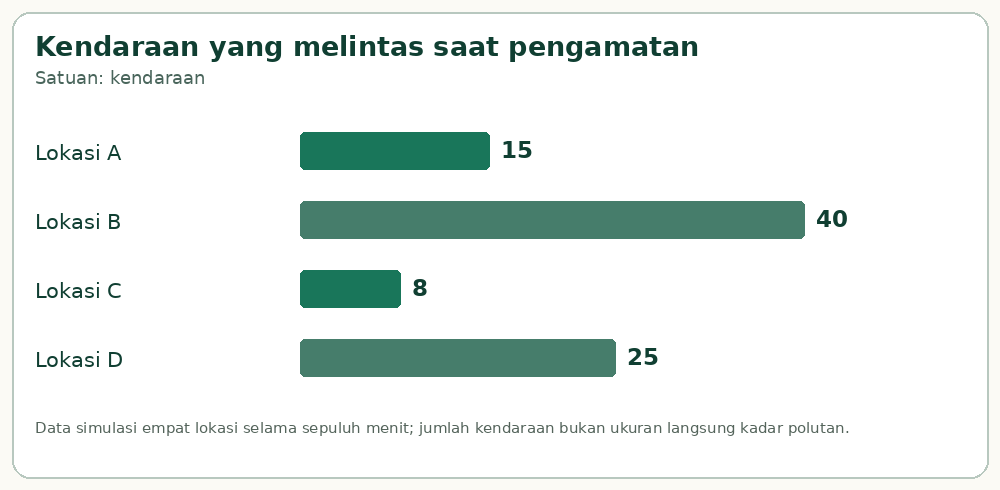 Kendaraan yang melintas saat pengamatan
Satuan: kendaraan
Lokasi A 15
Lokasi B 40
Lokasi C 8
Lokasi D 25
Data simulasi empat lokasi selama sepuluh menit; jumlah kendaraan bukan ukuran langsung kadar polutan.